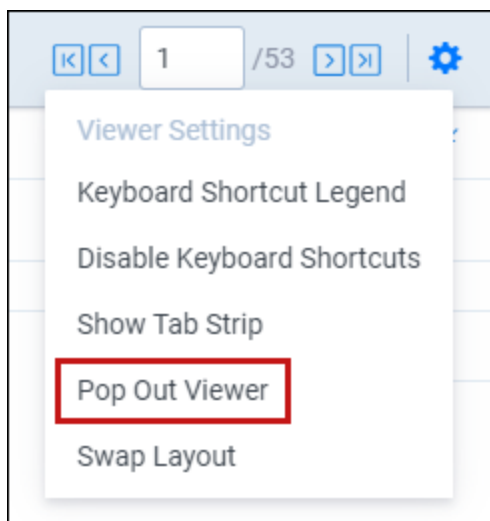 1 /53
Viewer Settings
Keyboard Shortcut Legend
Disable Keyboard Shortcuts
Show Tab Strip
Pop Out Viewer
Swap Layout